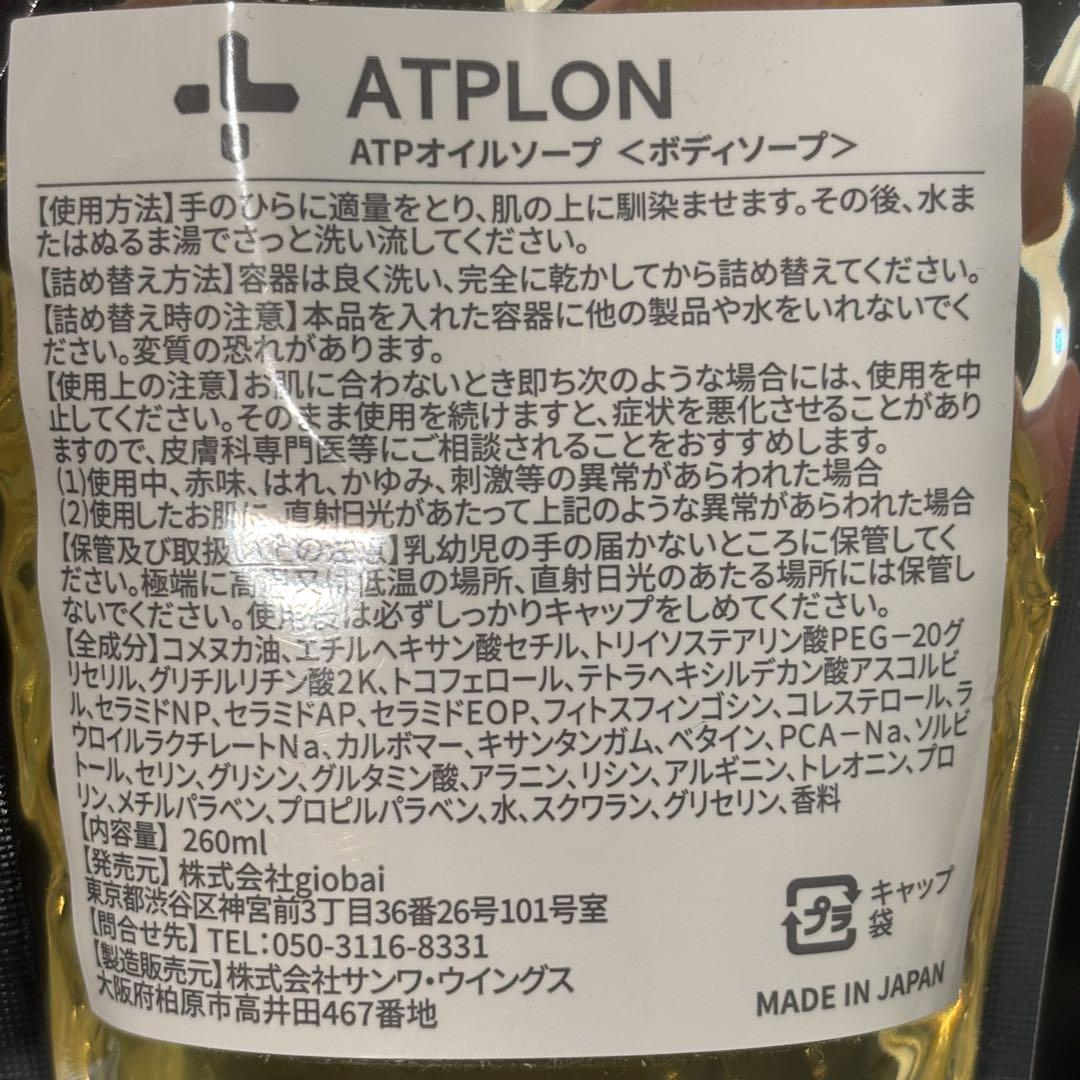 ATPLON
ATPオイルソープ <ボディソープ>
【使用方法】手のひらに適量をとり、肌の上に馴染ませます。その後、水ま
たはぬるま湯でさっと洗い流してください。
【詰め替え方法】容器は良く洗い、完全に乾かしてから詰め替えてください。
【詰め替え時の注意】本品を入れた容器に他の製品や水をいれないでく
ださい。変質の恐れがあります。
【使用上の注意】お肌に合わないとき即ち次のような場合には、使用を中
止してください。そのまま使用を続けますと、症状を悪化させることがあり
ますので、皮膚科専門医等にご相談されることをおすすめします。
(1)使用中、赤味、はれ、かゆみ、刺激等の異常があらわれた場合
(2)使用したお肌に、直射日光があたって上記のような異常があらわれた場合
【保管及び取扱い上の注意】乳幼児の手の届かないところに保管してく
ださい。極端に高温又は低温の場所、直射日光のあたる場所には保管し
ないでください。使用後は必ずしっかりキャップをしめてください。
【全成分】コメヌカ油、エチルヘキサン酸セチル、トリイソステアリン酸PEG−20グ
リセリル、グリチルリチン酸2K、トコフェロール、テトラヘキシルデカン酸アスコルビ
ル、セラミドNP、セラミドAP、セラミドEOP、フィトスフィンゴシン、コレステロール、ラ
ウロイルラクチレートNa、カルボマー、キサンタンガム、ベタイン、PCA−Na、ソルビ
トール、セリン、グリシン、グルタミン酸、アラニン、リシン、アルギニン、トレオニン、プロ
リン、メチルパラベン、プロピルパラベン、水、スクワラン、グリセリン、香料
【内容量】 260ml
【発売元】 株式会社giobai
東京都渋谷区神宮前3丁目36番26号101号室
【問合せ先】 TEL:050-3116-8331
【製造販売元】株式会社サンワ・ウイングス
大阪府柏原市高井田467番地
プラ
キャップ
袋
MADE IN JAPAN